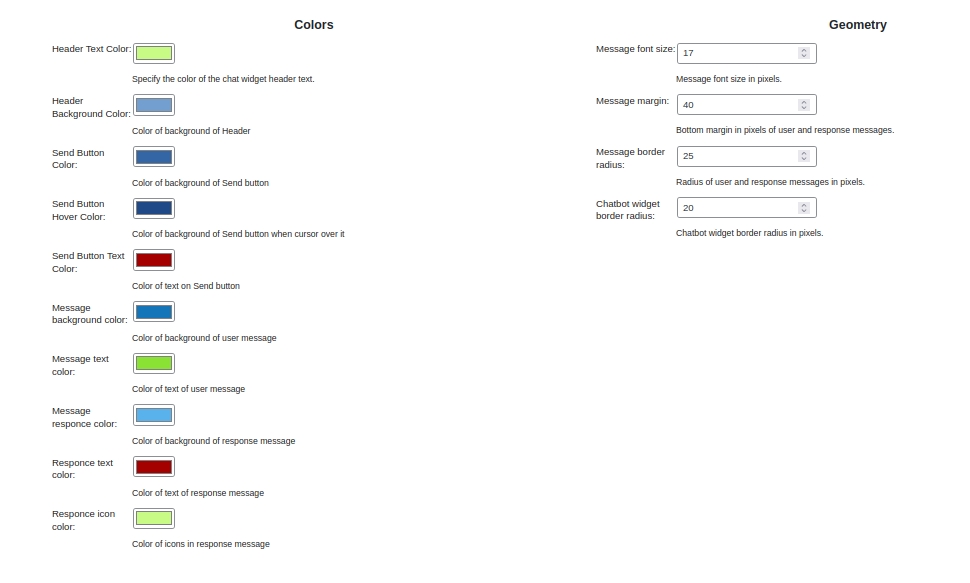 Colors
Header Text Color:
Specify the color of the chat widget header text.
Header
Background Color:
Color of background of Header
Send Button
Color:
Color of background of Send button
Send Button
Hover Color:
Color of background of Send button when cursor over it
Send Button Text
Color:
Color of text on Send button
Message
background color:
Color of background of user message
Message text
color:
Color of text of user message
Message
responce color:
Color of background of response message
Responce text
color:
Color of text of response message
Responce icon
color:
Color of icons in response message
Geometry
Message font size: 17
Message font size in pixels.
Message margin: 40
Bottom margin in pixels of user and response messages.
Message border
radius:
25
Radius of user and response messages in pixels.
Chatbot widget
border radius:
20
Chatbot widget border radius in pixels.